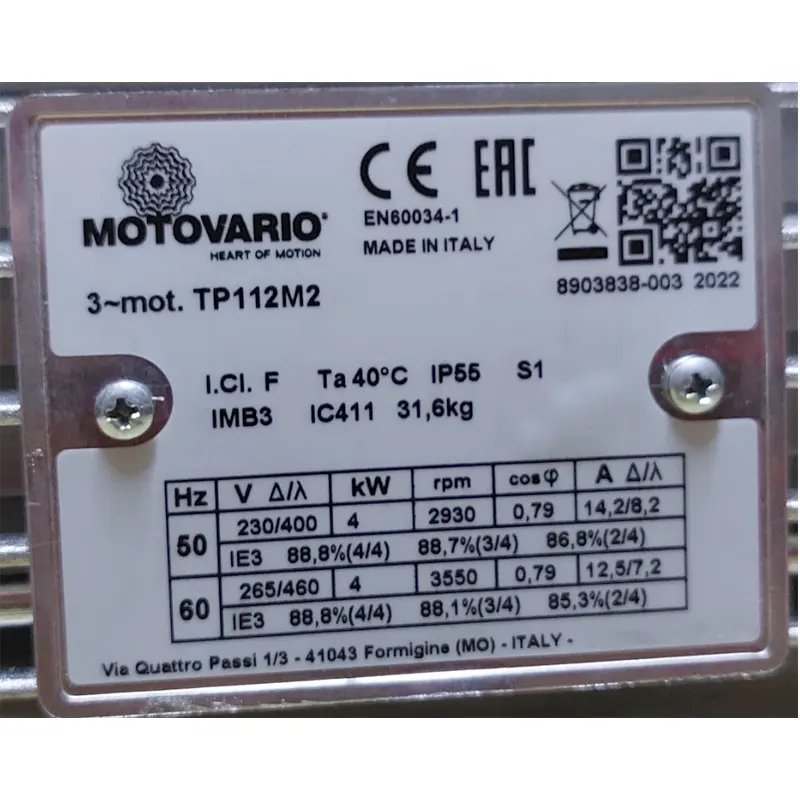 MOTOVARIO®
HEART OF MOTION
CE EAC
EN60034-1
MADE IN ITALY
8903838-003 2022
3~mot. TP112M2
I.Cl. F Ta 40°C IP55 S1
IMB3 IC411 31,6kg
Hz V Δ/λ kW rpm cosφ A Δ/λ
50 230/400 4 2930 0,79 14,2/8,2
IE3 88,8%(4/4) 88,7%(3/4) 86,8%(2/4)
60 265/460 4 3550 0,79 12,5/7,2
IE3 88,8%(4/4) 88,1%(3/4) 85,3%(2/4)
Via Quattro Passi 1/3 - 41043 Formigine (MO) - ITALY -